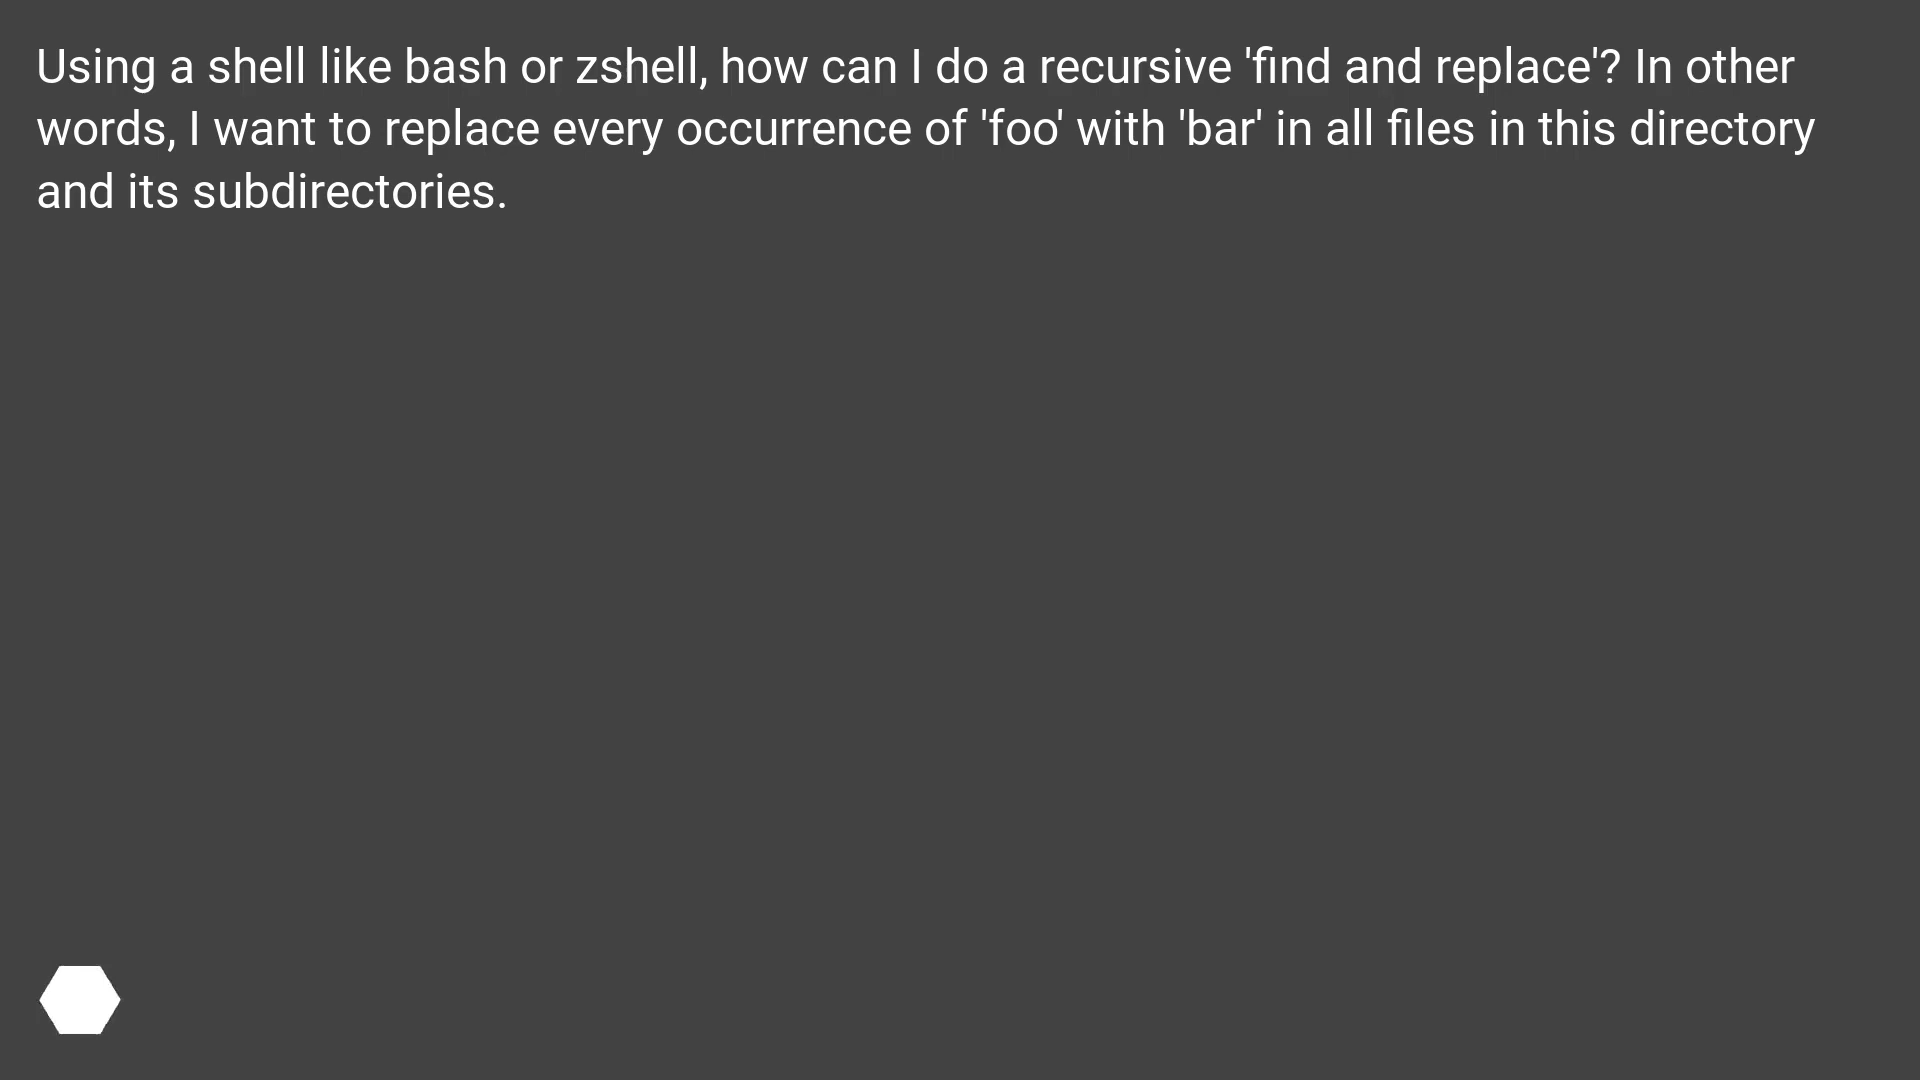 Using a shell like bash or zshell, how can I do a recursive 'find and replace'? In other
words, I want to replace every occurrence of 'foo' with 'bar' in all files in this directory
and its subdirectories.